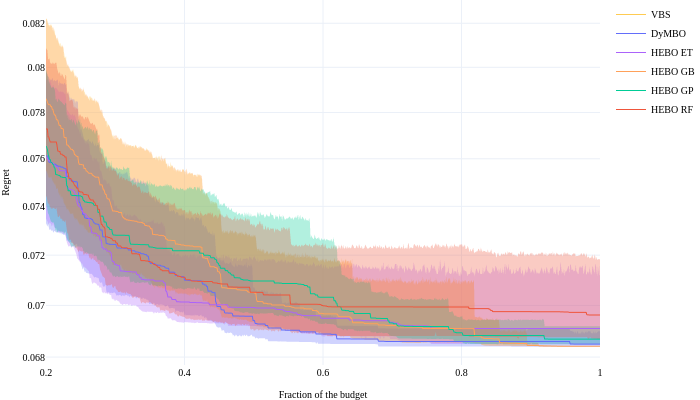 0.082
0.08
0.078
0.076
0.074
0.072
0.07
0.068
Regret
0.2
0.4
0.6
0.8
1
Fraction of the budget
VBS
DyMBO
HEBO ET
HEBO GB
HEBO GP
HEBO RF